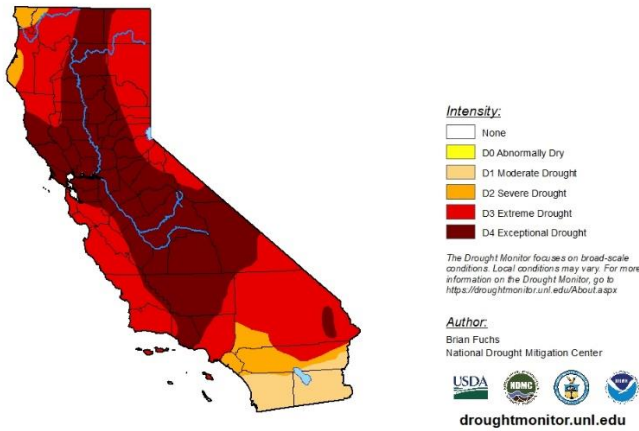 Intensity:
None
D0 Abnormally Dry
D1 Moderate Drought
D2 Severe Drought
D3 Extreme Drought
D4 Exceptional Drought
The Drought Monitor focuses on broad-scale
conditions. Local conditions may vary. For more
information on the Drought Monitor, go to
https://droughtmonitor.unl.edu/About.aspx
Author:
Brian Fuchs
National Drought Mitigation Center
USDA
NDMC
droughtmonitor.unl.edu